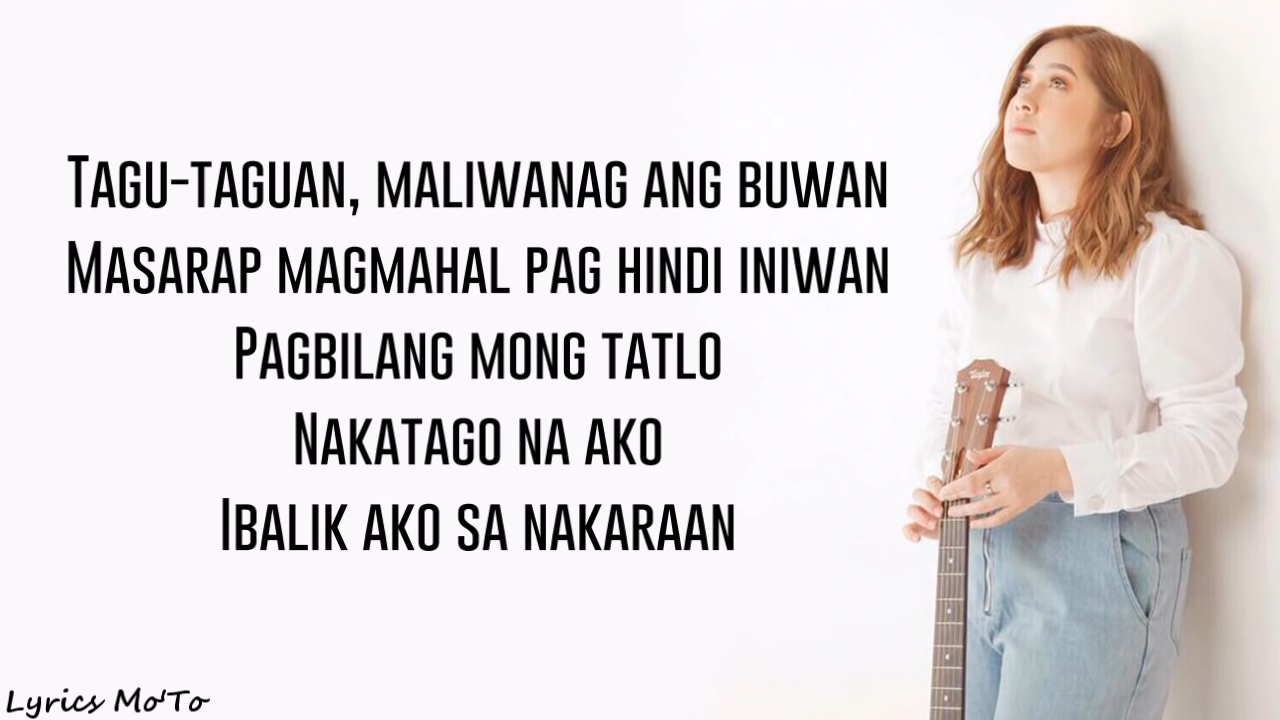 Tagu-taguan, maliwanag ang buwan
Masarap magmahal pag hindi iniwan
Pagbilang mong tatlo
Nakatago na ako
Ibalik ako sa nakaraan
Taylor
Lyrics Mo'To